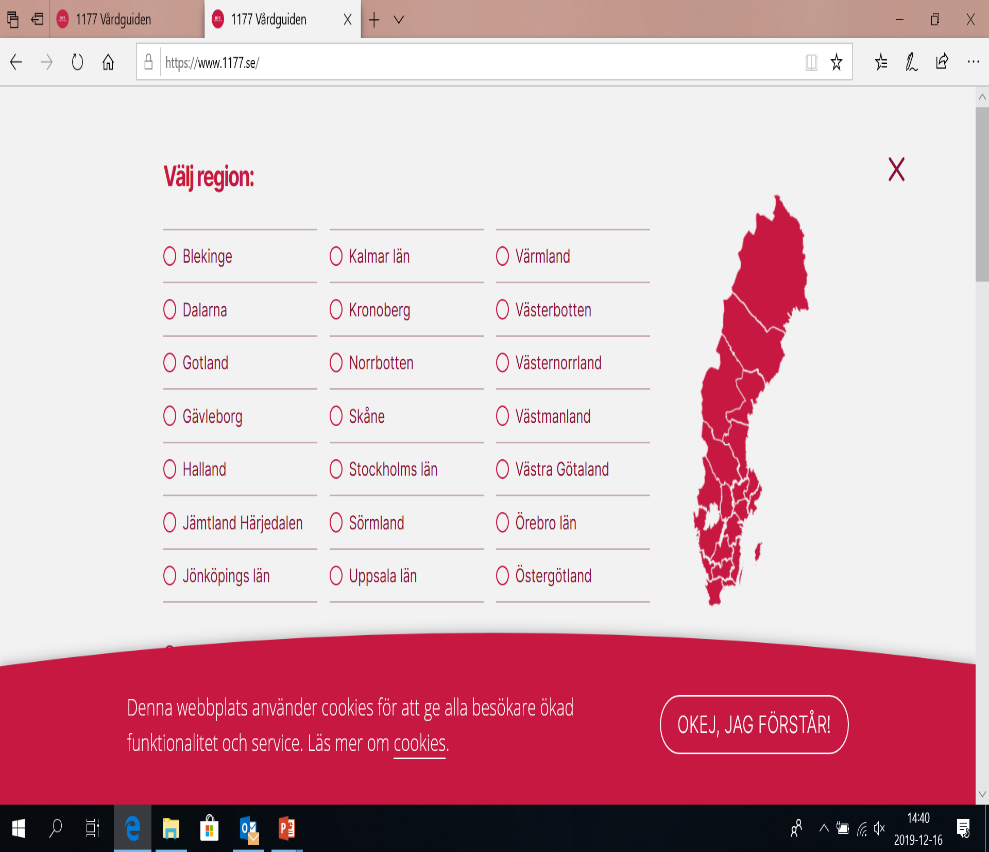 1177 Vårdguiden
1177 Vårdguiden
https://www.1177.se/
Välj region:
Blekinge
Dalarna
Gotland
Gävleborg
Halland
Jämtland Härjedalen
Jönköpings län
Kalmar län
Kronoberg
Norrbotten
Skåne
Stockholms län
Sörmland
Uppsala län
Värmland
Västerbotten
Västernorrland
Västmanland
Västra Götaland
Örebro län
Östergötland
Denna webbplats använder cookies för att ge alla besökare ökad
funktionalitet och service. Läs mer om cookies.
OKEJ, JAG FÖRSTÅR!
14:40
2019-12-16